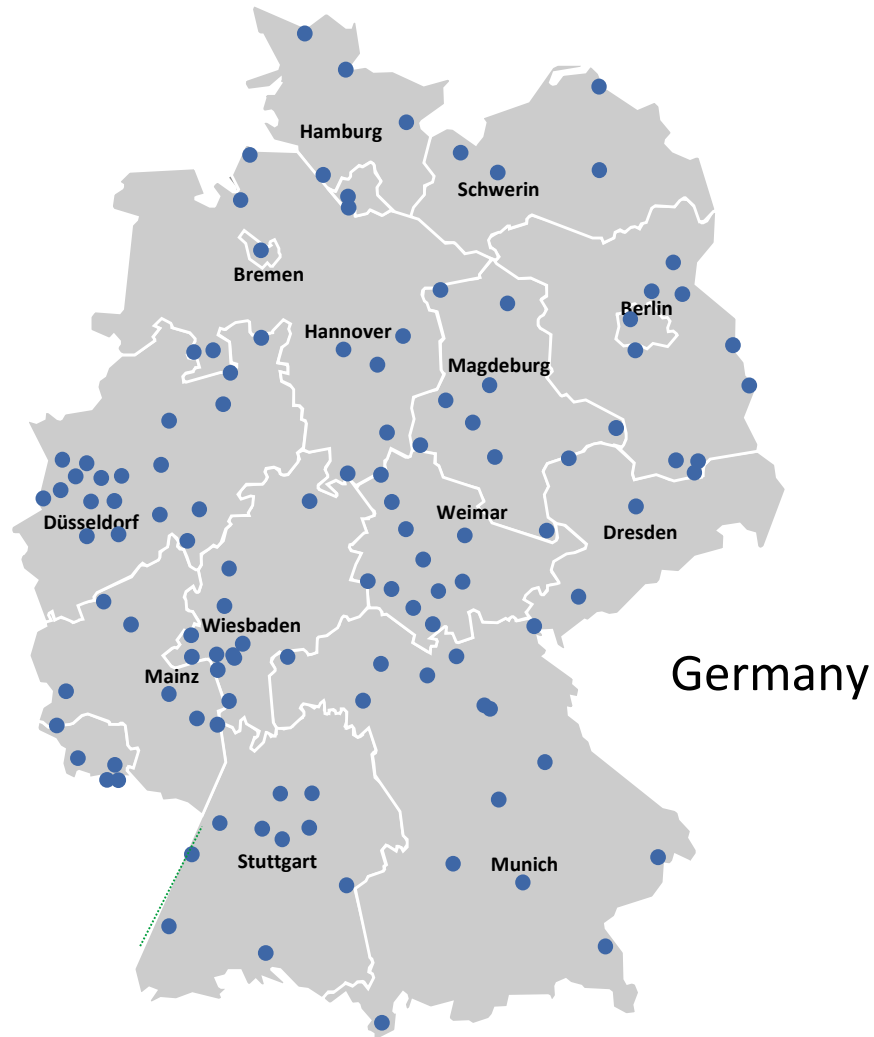 Hamburg
Schwerin
Bremen
Berlin
Hannover
Magdeburg
Weimar
Düsseldorf
Dresden
Wiesbaden
Mainz
Germany
Stuttgart
Munich